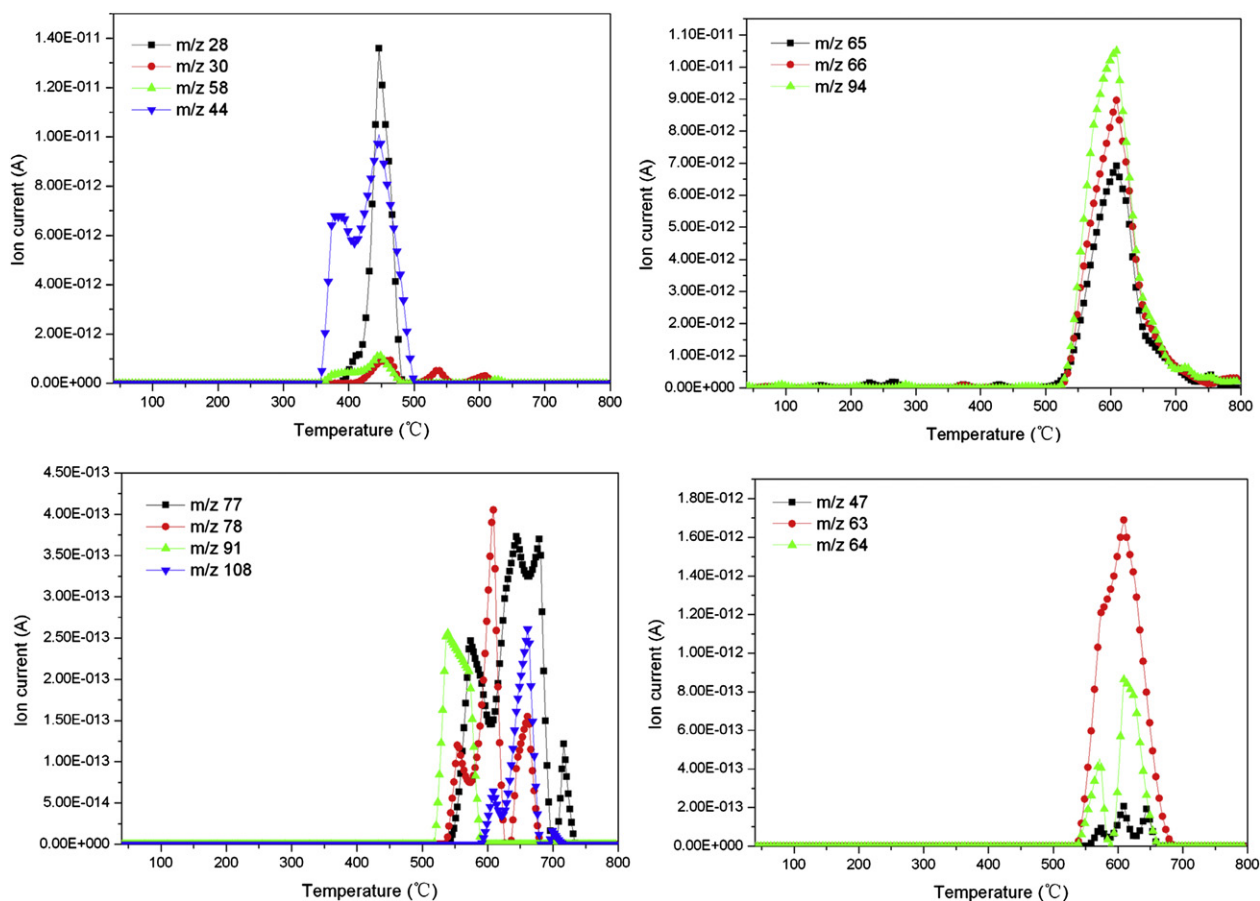 1.40E-011
1.20E-011
1.00E-011
8.00E-012
6.00E-012
4.00E-012
2.00E-012
0.00E+000
Ion current (A)
m/z 28
m/z 30
m/z 58
m/z 44
100 200 300 400 500 600 700 800
Temperature (℃)
1.10E-011
1.00E-011
9.00E-012
8.00E-012
7.00E-012
6.00E-012
5.00E-012
4.00E-012
3.00E-012
2.00E-012
1.00E-012
0.00E+000
Ion current (A)
m/z 65
m/z 66
m/z 94
100 200 300 400 500 600 700 800
Temperature (℃)
4.50E-013
4.00E-013
3.50E-013
3.00E-013
2.50E-013
2.00E-013
1.50E-013
1.00E-013
5.00E-014
0.00E+000
Ion current (A)
m/z 77
m/z 78
m/z 91
m/z 108
100 200 300 400 500 600 700 800
Temperature (℃)
1.80E-012
1.60E-012
1.40E-012
1.20E-012
1.00E-012
8.00E-013
6.00E-013
4.00E-013
2.00E-013
0.00E+000
Ion current (A)
m/z 47
m/z 63
m/z 64
100 200 300 400 500 600 700 800
Temperature (℃)